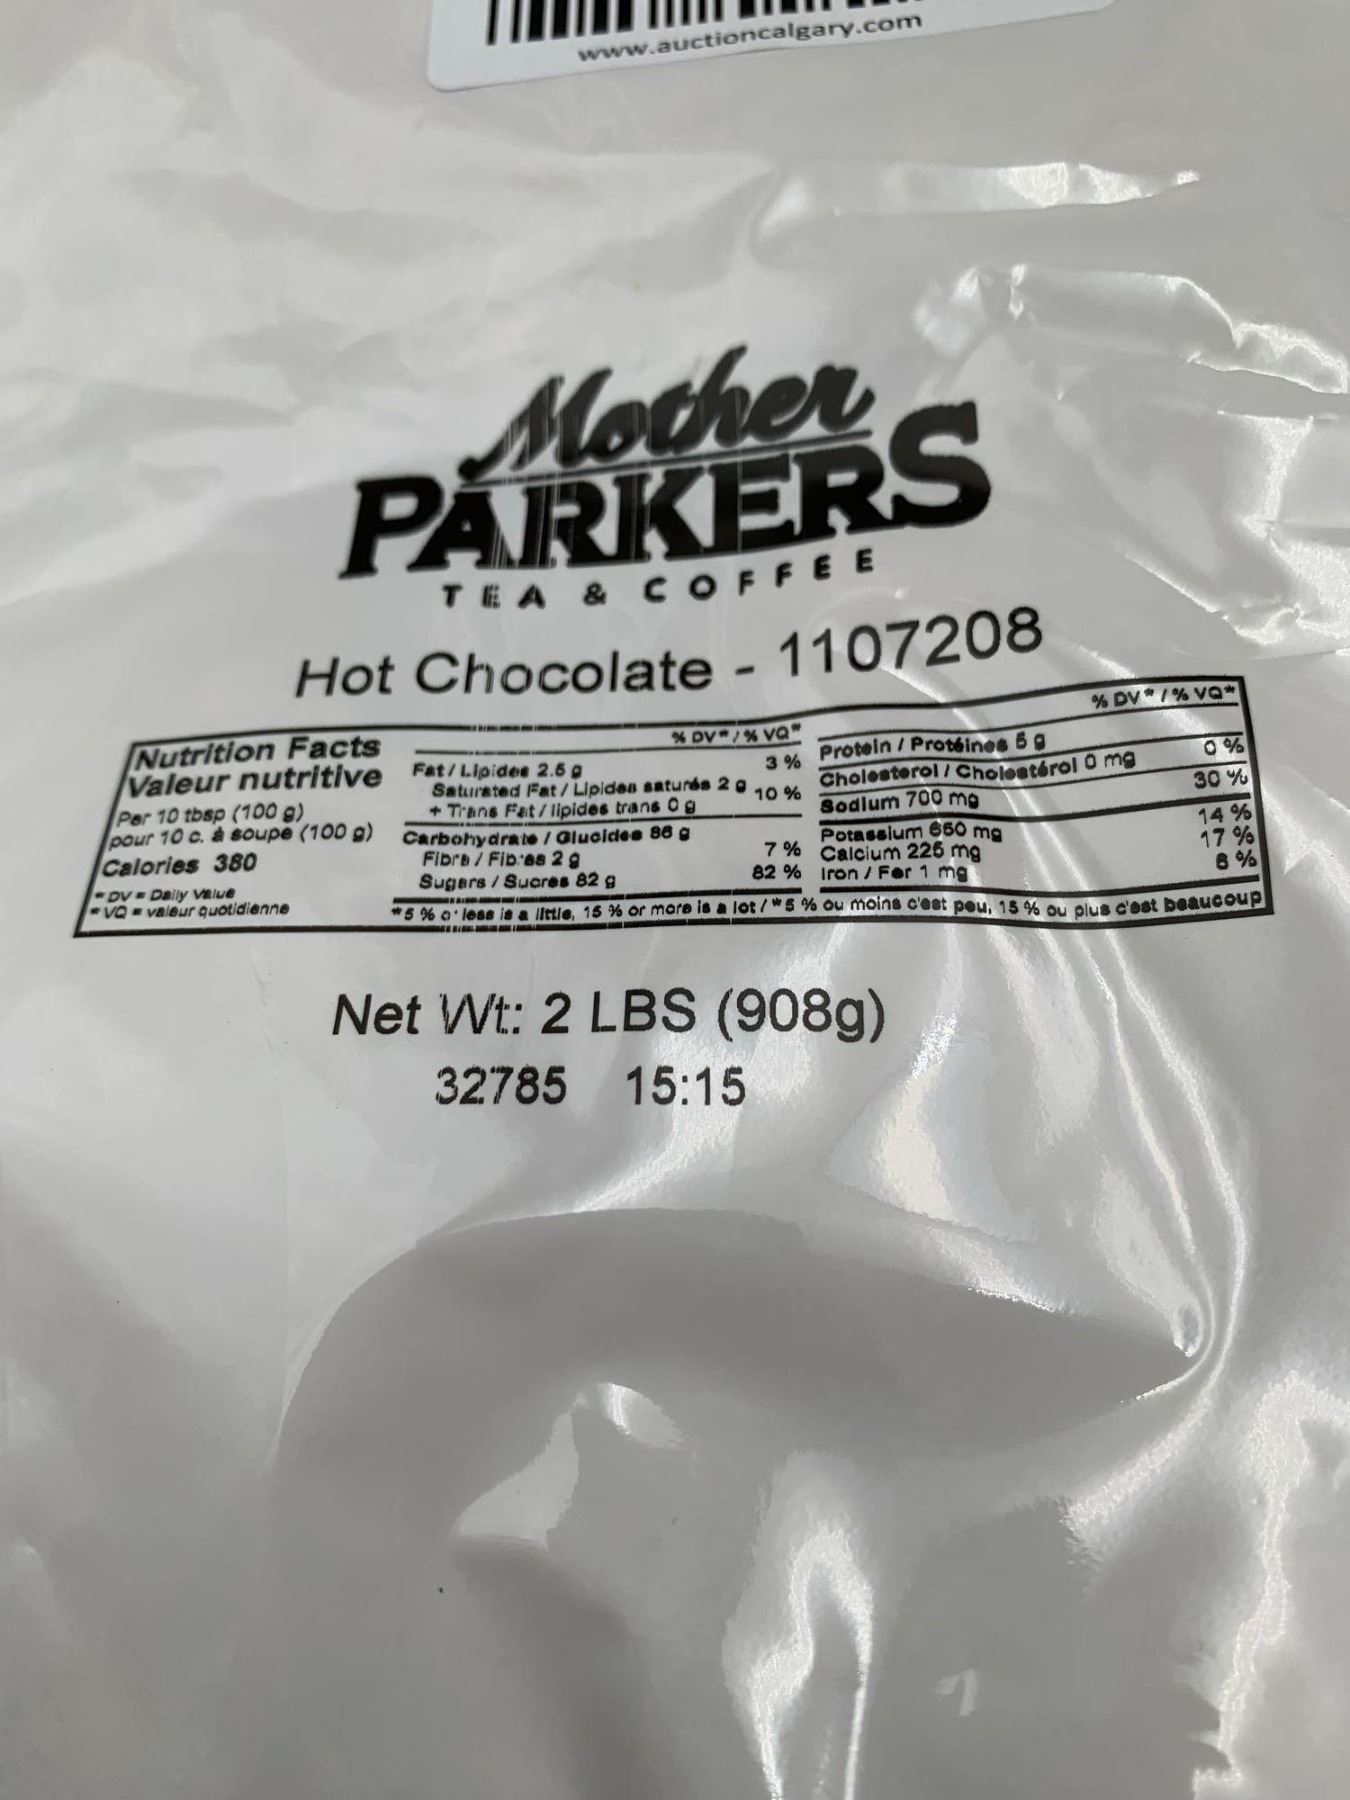 www.auctioncalgary.com
Mother
PARKERS
TEA & COFFEE
Hot Chocolate - 1107208
Nutrition Facts
Valeur nutritive
Per 10 tbsp (100 g)
pour 10 c. à soupe (100 g)
Calories 380
*DV = Daily Value
*VQ = valeur quotidienne
% DV* / % VQ*
Fat / Lipides 2.5 g 3 %
Saturated Fat / Lipides saturés 2 g
+ Trans Fat / lipides trans 0 g 10 %
Carbohydrate / Glucides 86 g
Fibre / Fibres 2 g 7 %
Sugars / Sucres 82 g 82 %
% DV* / % VQ*
Protein / Protéines 5 g
Cholesterol / Cholestérol 0 mg 0 %
Sodium 700 mg 30 %
Potassium 650 mg 14 %
Calcium 225 mg 17 %
Iron / Fer 1 mg 6 %
*5 % or less is a little, 15 % or more is a lot / *5 % ou moins c'est peu, 15 % ou plus c'est beaucoup
Net Wt: 2 LBS (908g)
32785 15:15